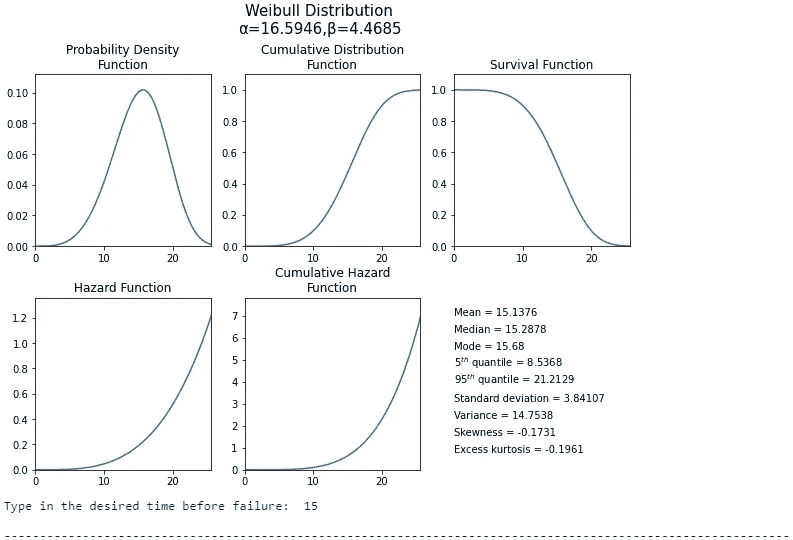 Weibull Distribution
α=16.5946,β=4.4685
Probability Density
Function
0.10
0.08
0.06
0.04
0.02
0.00
0
10
20
Cumulative Distribution
Function
1.0
0.8
0.6
0.4
0.2
0.0
0
10
20
Survival Function
1.0
0.8
0.6
0.4
0.2
0.0
0
10
20
Hazard Function
1.2
1.0
0.8
0.6
0.4
0.2
0.0
0
10
20
Cumulative Hazard
Function
7
6
5
4
3
2
1
0
0
10
20
Mean = 15.1376
Median = 15.2878
Mode = 15.68
5th quantile = 8.5368
95th quantile = 21.2129
Standard deviation = 3.84107
Variance = 14.7538
Skewness = -0.1731
Excess kurtosis = -0.1961
Type in the desired time before failure: 15